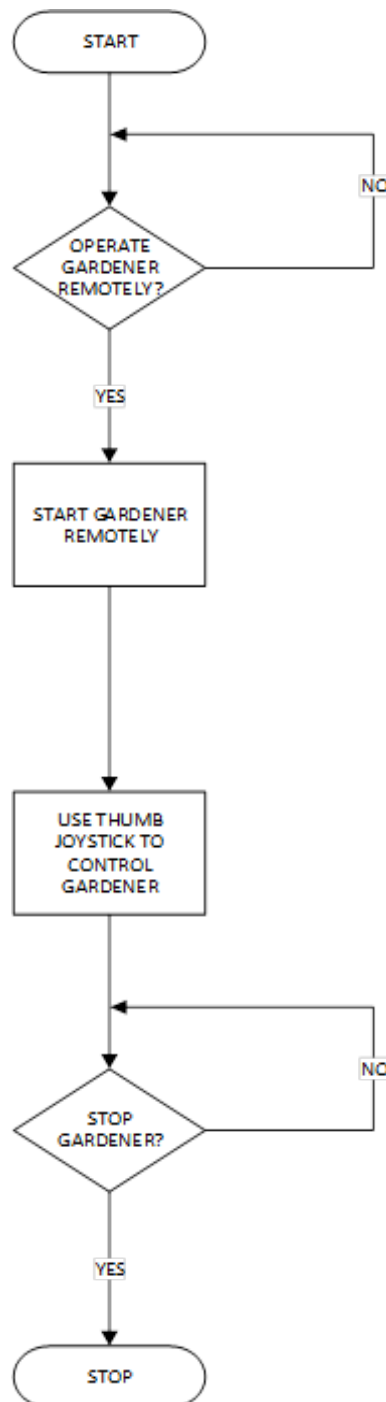 START
NO
OPERATE
GARDENER
REMOTELY?
YES
START GARDENER
REMOTELY
USE THUMB
JOYSTICK TO
CONTROL
GARDENER
NO
STOP
GARDENER?
YES
STOP